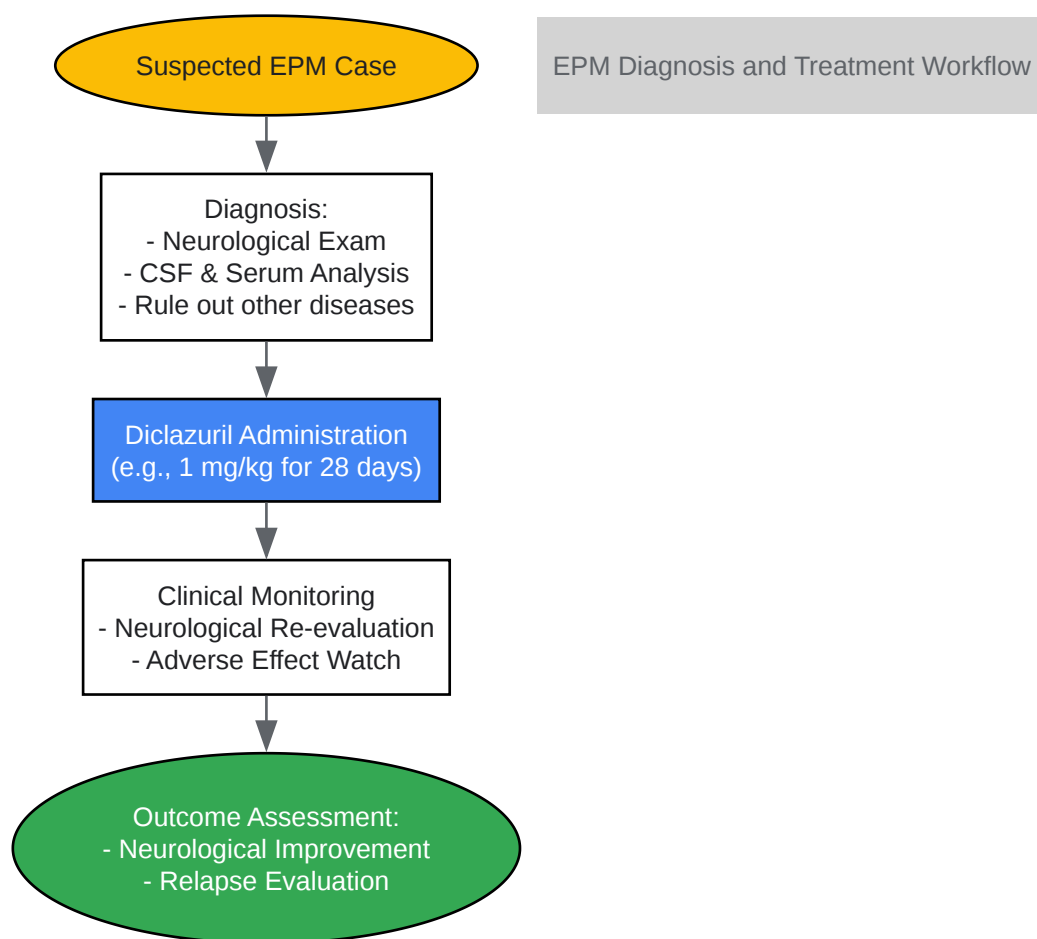 Suspected EPM Case
EPM Diagnosis and Treatment Workflow
Diagnosis:
- Neurological Exam
- CSF & Serum Analysis
- Rule out other diseases
Diclazuril Administration
(e.g., 1 mg/kg for 28 days)
Clinical Monitoring
- Neurological Re-evaluation
- Adverse Effect Watch
Outcome Assessment:
- Neurological Improvement
- Relapse Evaluation